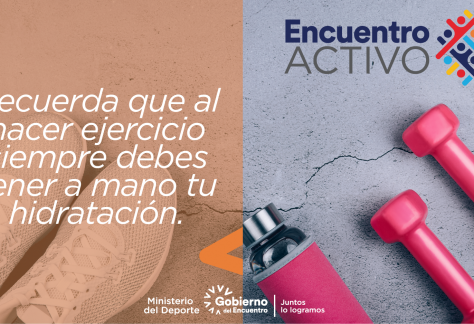 Encuentro
ACTIVO
ecuerda que al
hacer ejercicio
siempre debes
ener a mano tu
hidratación.
Ministerio
del Deporte
Gobierno
del Encuentro
Juntos
lo logramos